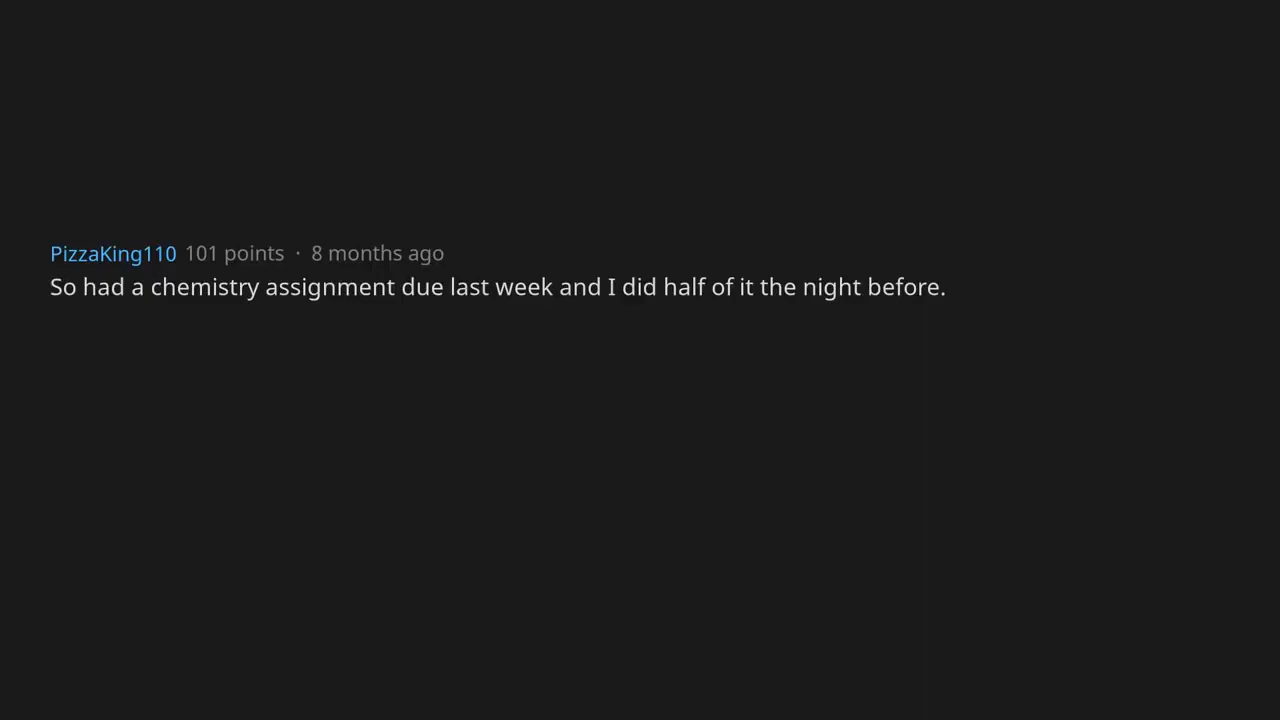 PizzaKing110 101 points · 8 months ago
So had a chemistry assignment due last week and I did half of it the night before.